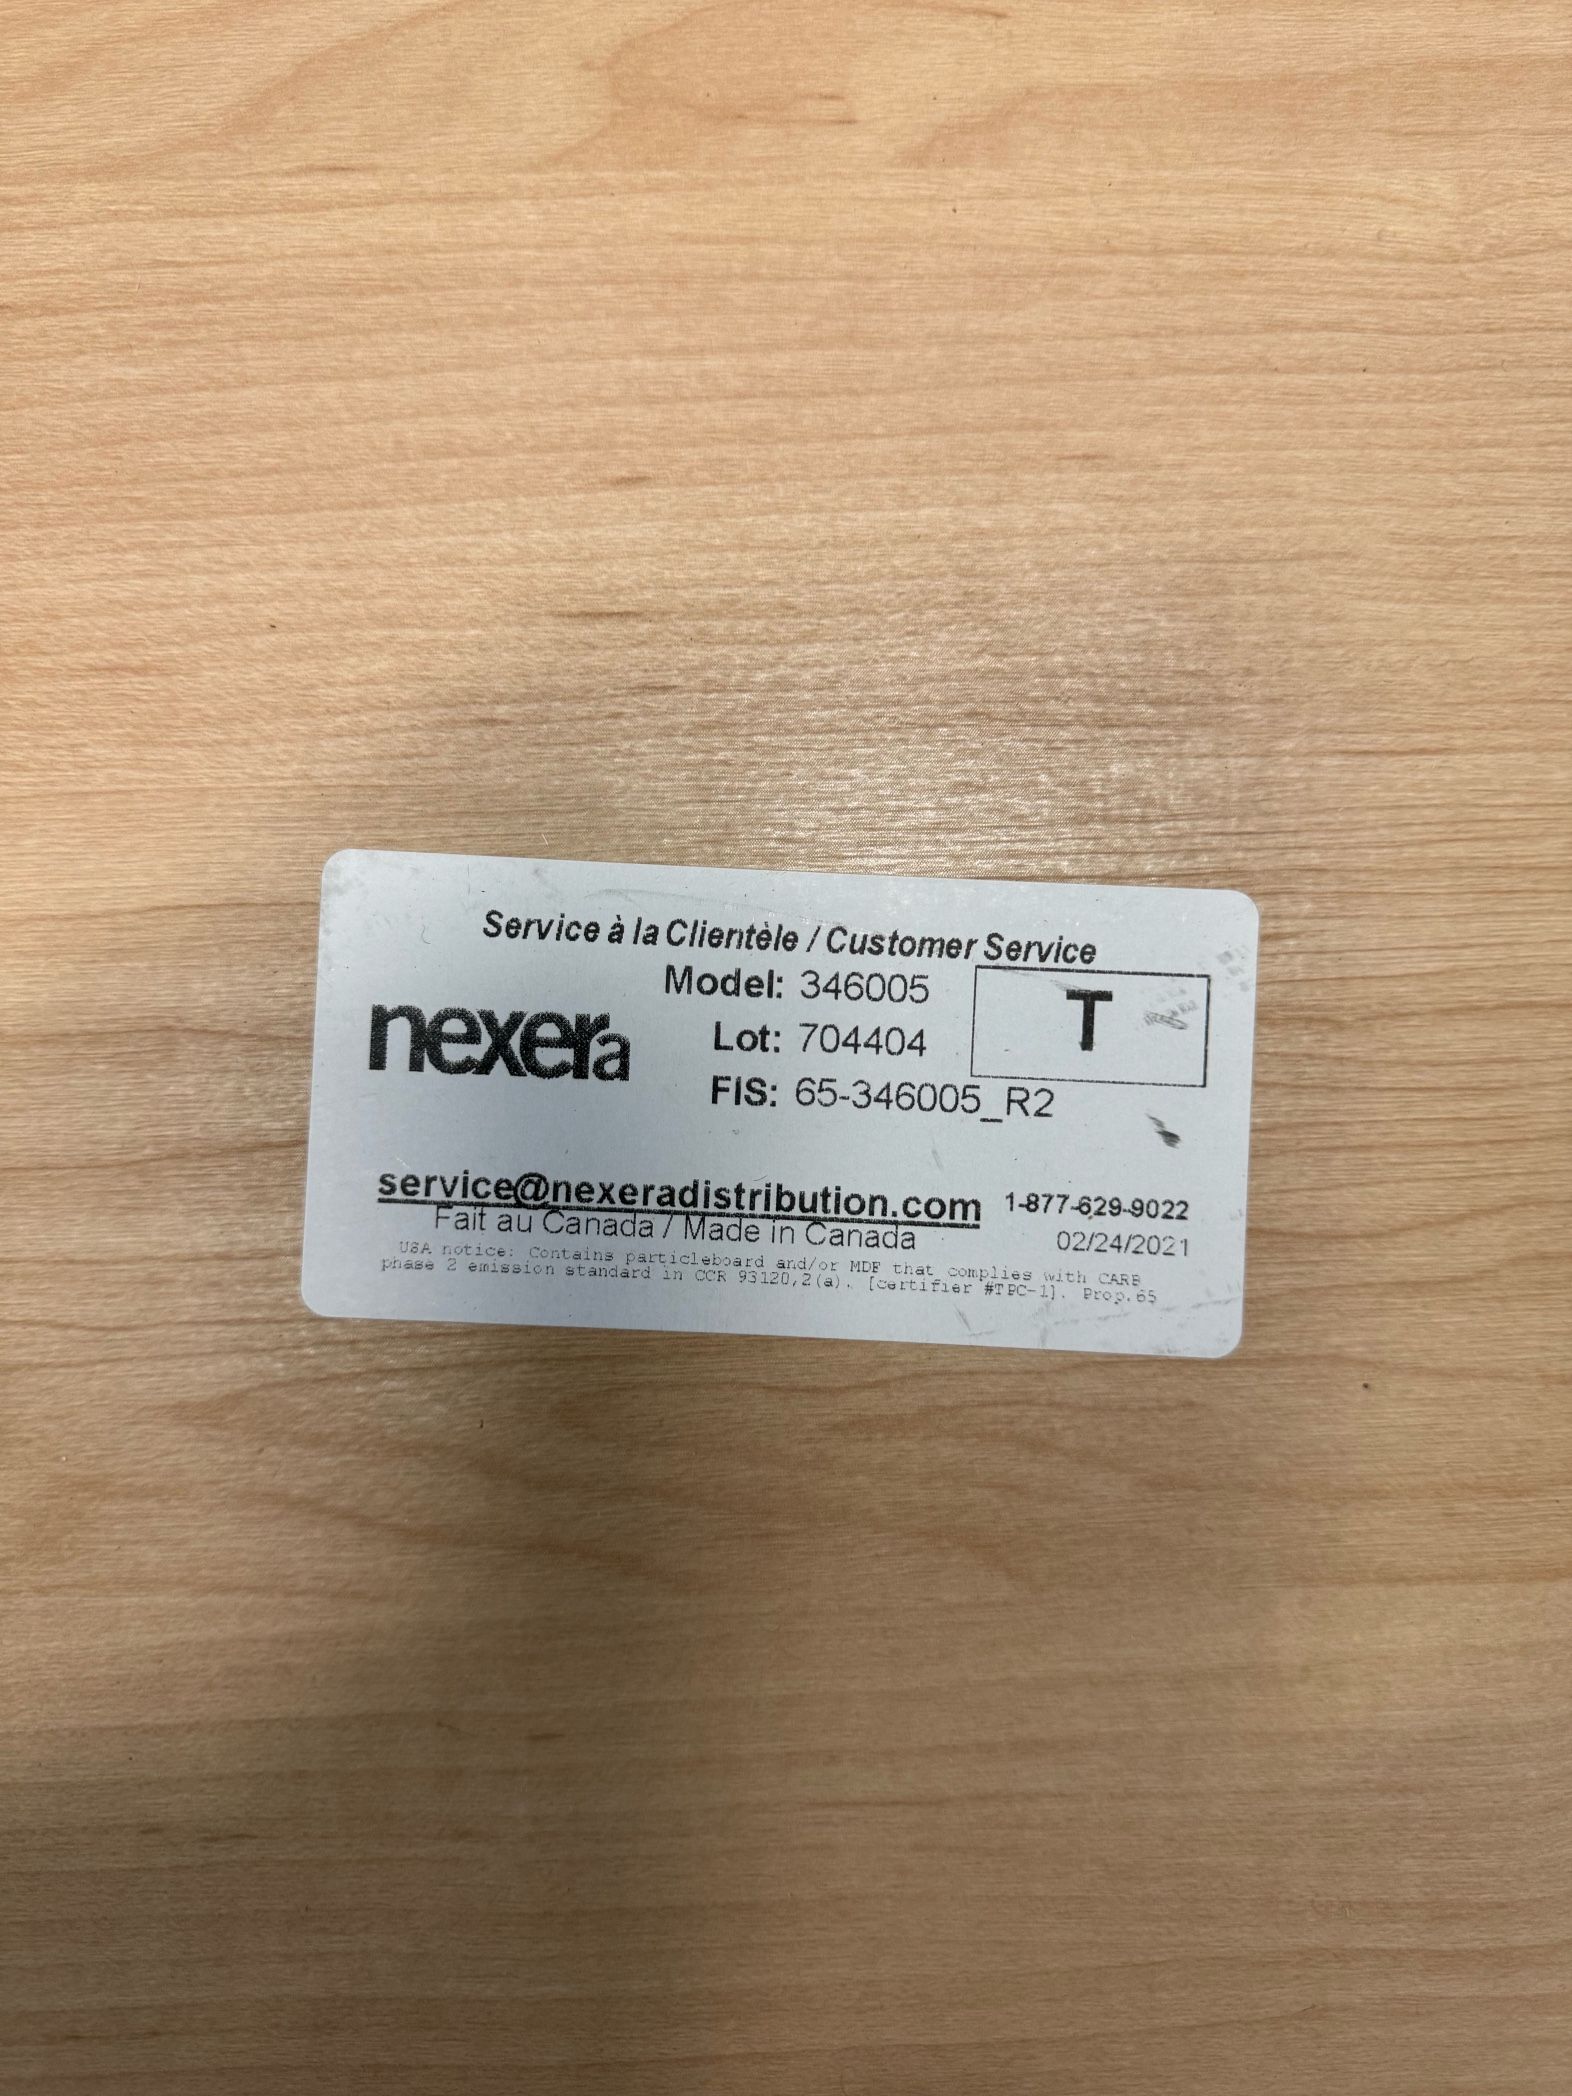 Service à la Clientèle / Customer Service
Model: 346005
T
nexera
Lot: 704404
FIS: 65-346005_R2
service@nexeradistribution.com 1-877-629-9022
Fait au Canada / Made in Canada 02/24/2021
USA notice: Contains particleboard and/or MDF that complies with CARB
phase 2 emission standard in CCR 93120,2(a). [certifier #TPC-1]. Prop.65